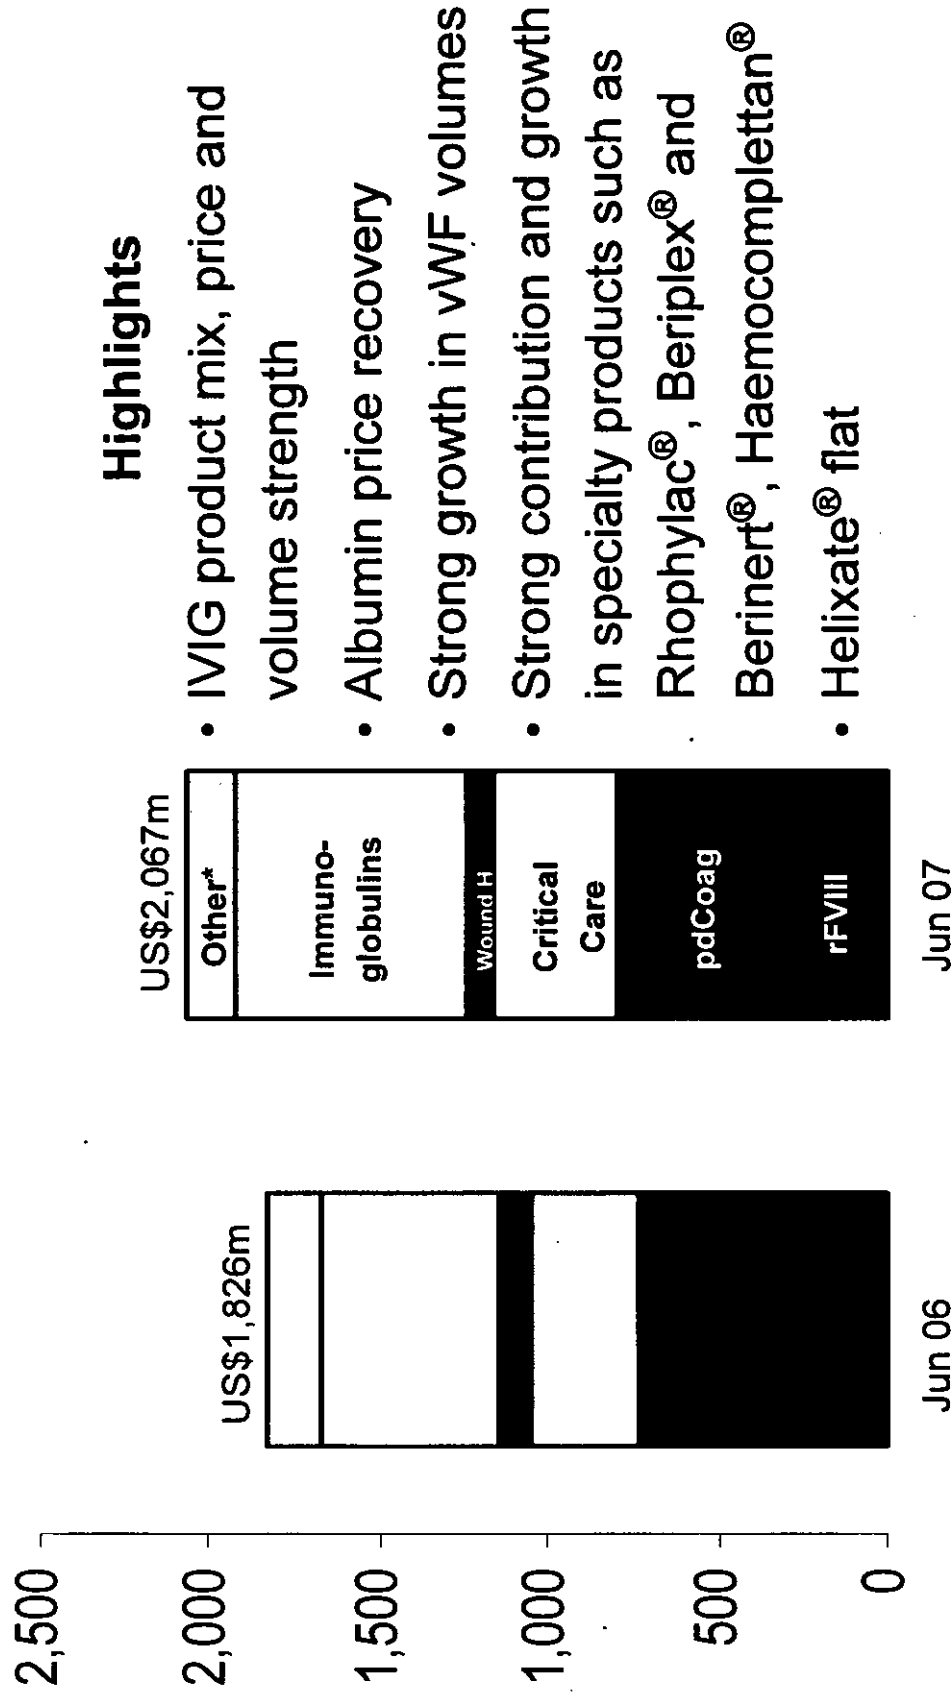 Highlights
2,500
2,000
1,500
1,000
500
0
US$1,826m
Jun 06
US$2,067m
Other*
Immuno-
globulins
Wound H
Critical
Care
pdCoag
rFVIII
Jun 07
• IVIG product mix, price and
volume strength
• Albumin price recovery
• Strong growth in vWF volumes
• Strong contribution and growth
in specialty products such as
Rhophylac®, Beriplex® and
Berinert®, Haemocomplettan®
• Helixate® flat